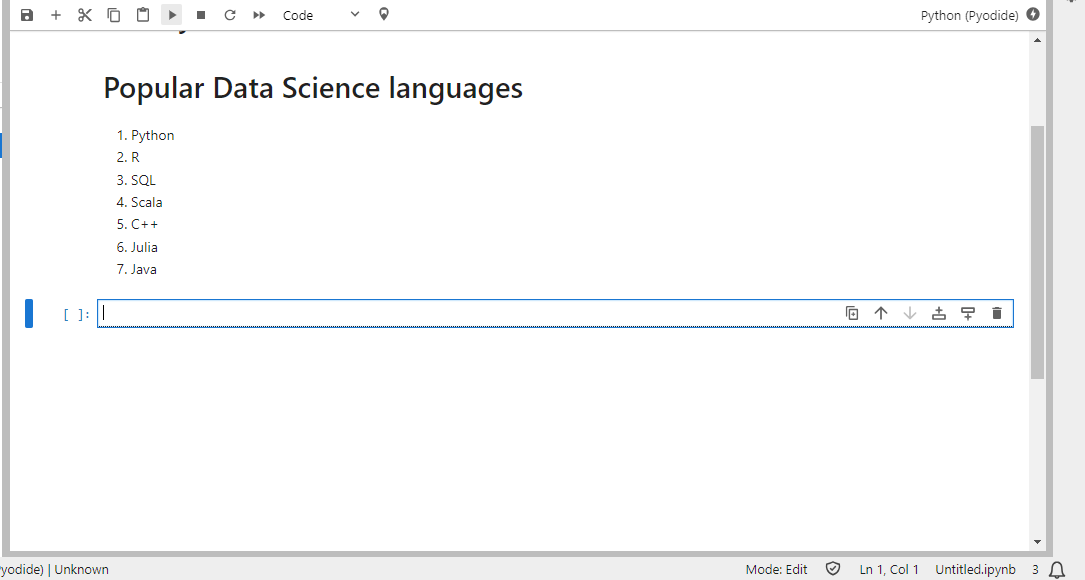 Code
Python (Pyodide)
Popular Data Science languages
1. Python
2. R
3. SQL
4. Scala
5. C++
6. Julia
7. Java
[ ]:
yodide) | Unknown
Mode: Edit
Ln 1, Col 1
Untitled.ipynb
3